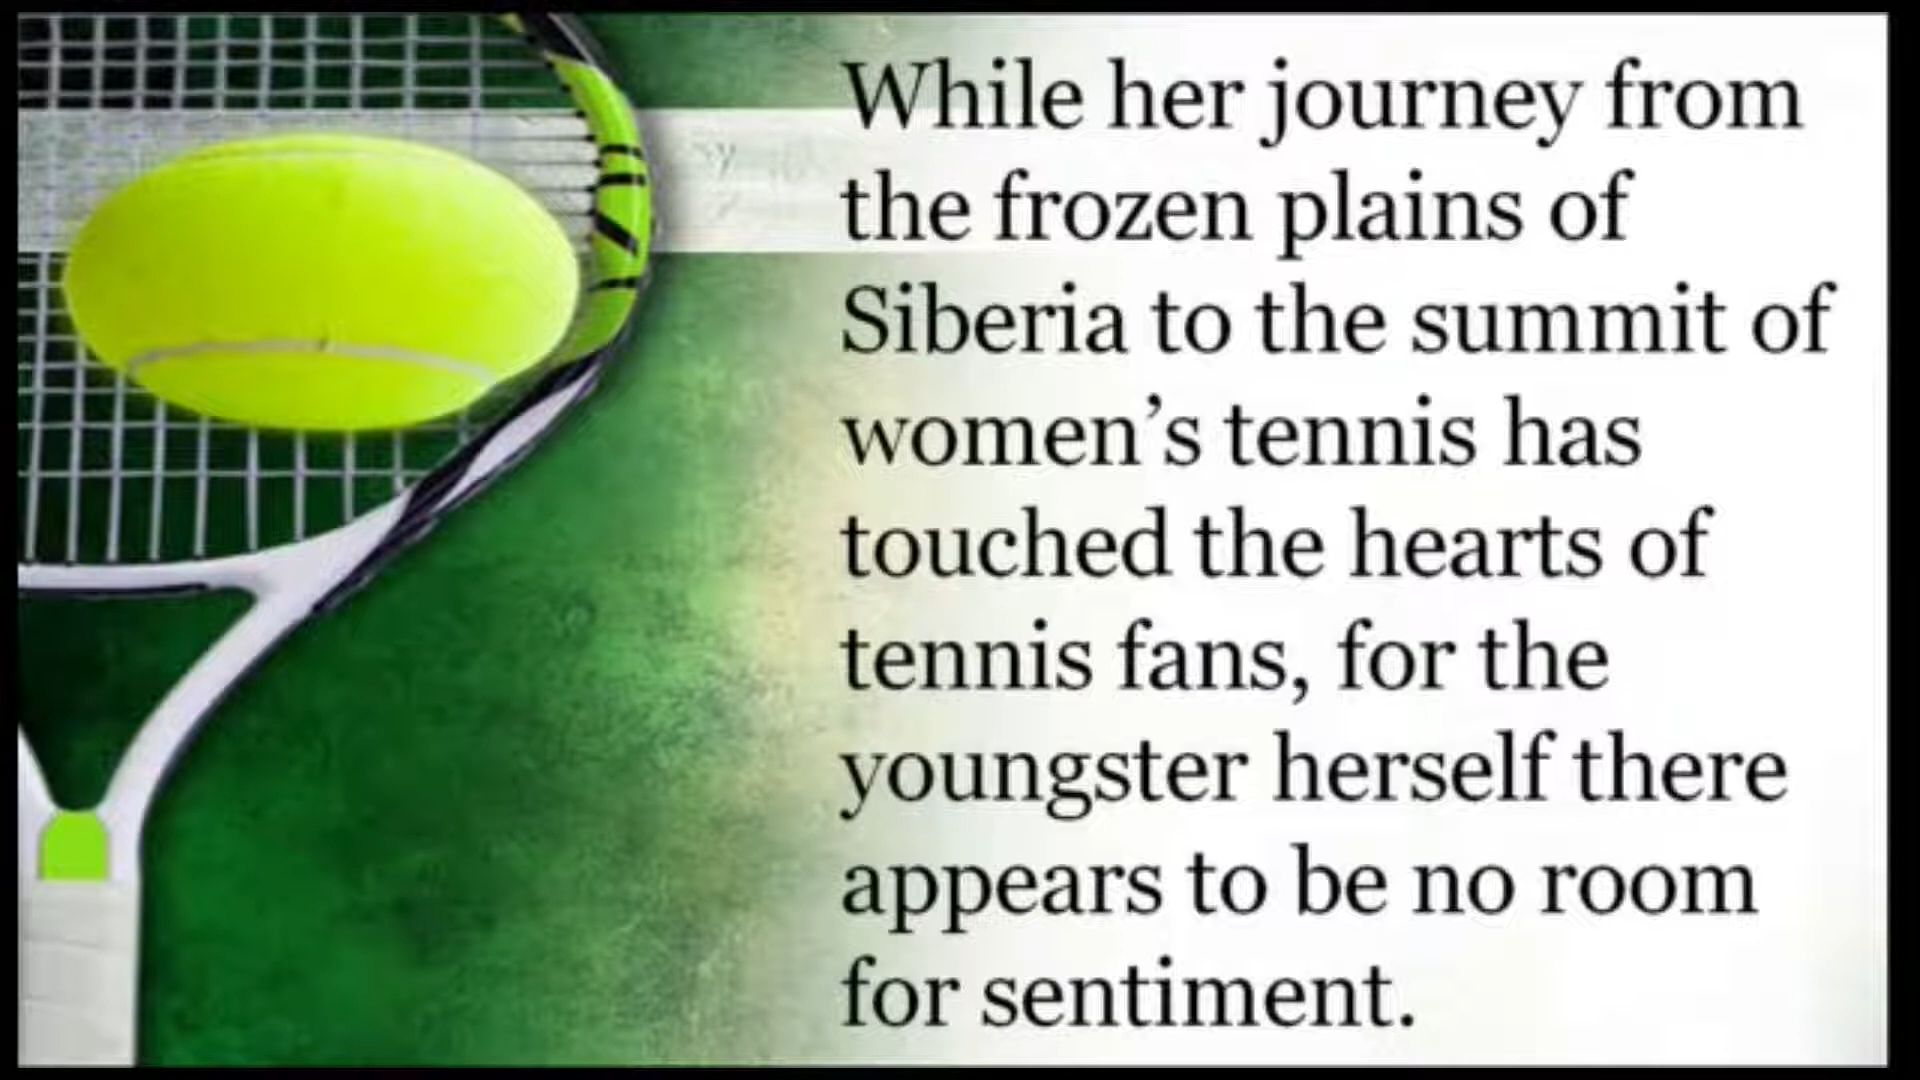 While her journey from
the frozen plains of
Siberia to the summit of
women’s tennis has
touched the hearts of
tennis fans, for the
youngster herself there
appears to be no room
for sentiment.